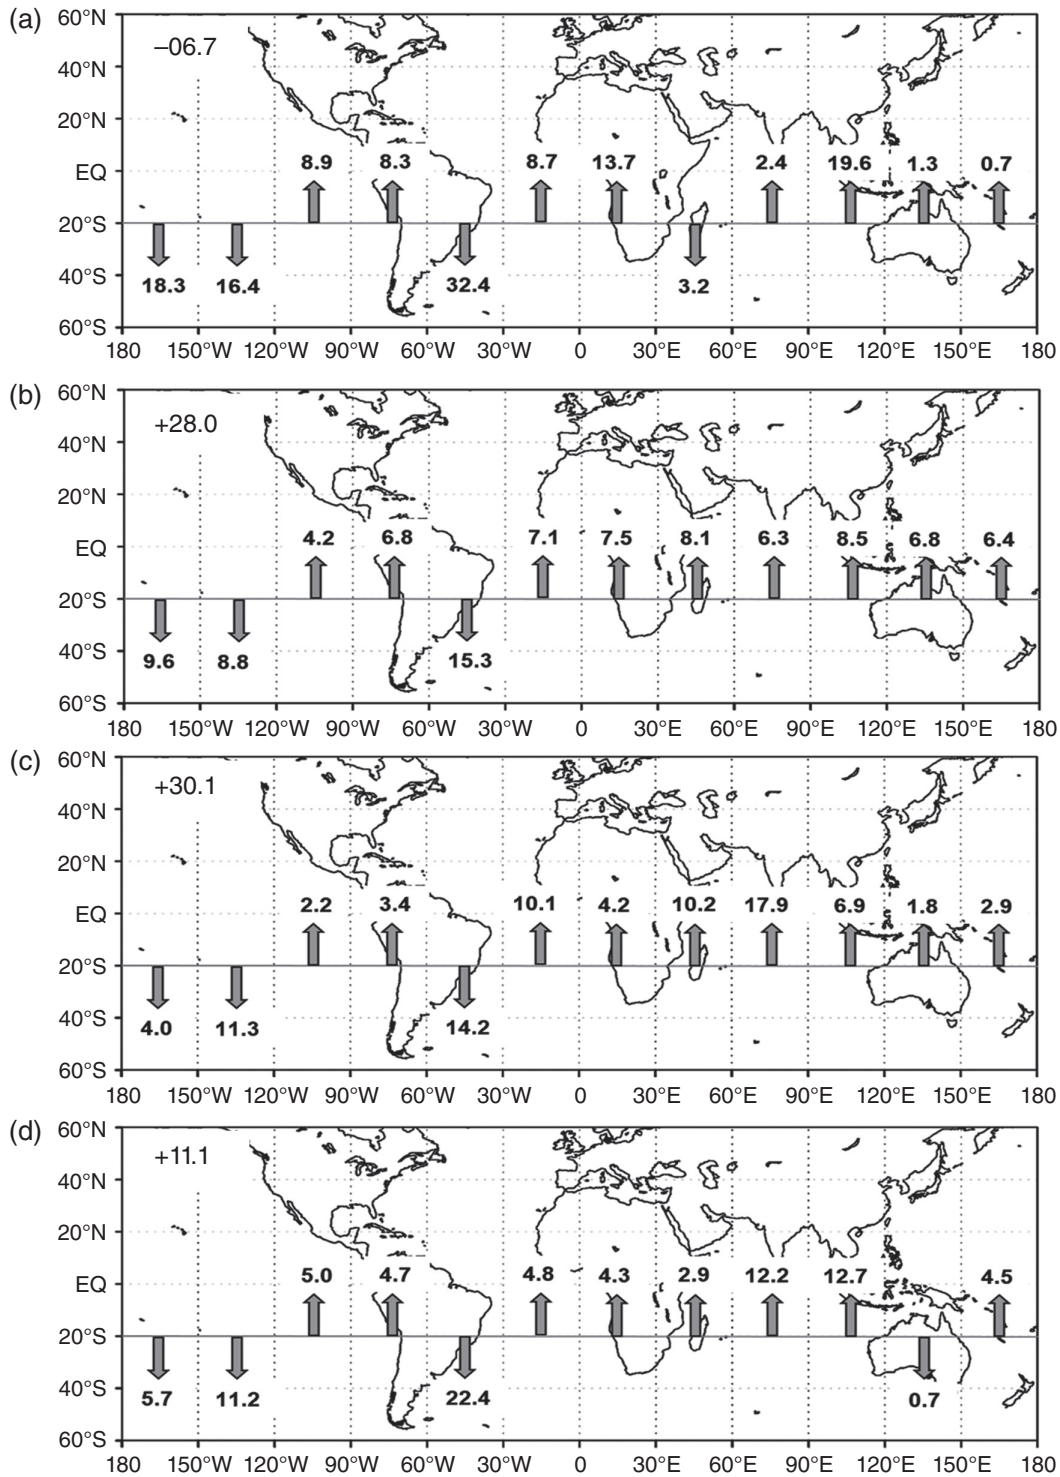 (a)
60°N
–06.7
40°N
20°N
8.9 8.3 8.7 13.7 2.4 19.6 1.3 0.7
EQ
20°S
40°S
18.3 16.4 32.4 3.2
60°S
180 150°W 120°W 90°W 60°W 30°W 0 30°E 60°E 90°E 120°E 150°E 180
(b)
60°N
+28.0
40°N
20°N
4.2 6.8 7.1 7.5 8.1 6.3 8.5 6.8 6.4
EQ
20°S
40°S
9.6 8.8 15.3
60°S
180 150°W 120°W 90°W 60°W 30°W 0 30°E 60°E 90°E 120°E 150°E 180
(c)
60°N
+30.1
40°N
20°N
2.2 3.4 10.1 4.2 10.2 17.9 6.9 1.8 2.9
EQ
20°S
40°S
4.0 11.3 14.2
60°S
180 150°W 120°W 90°W 60°W 30°W 0 30°E 60°E 90°E 120°E 150°E 180
(d)
60°N
+11.1
40°N
20°N
5.0 4.7 4.8 4.3 2.9 12.2 12.7 4.5
EQ
20°S
40°S
5.7 11.2 22.4 0.7
60°S
180 150°W 120°W 90°W 60°W 30°W 0 30°E 60°E 90°E 120°E 150°E 180